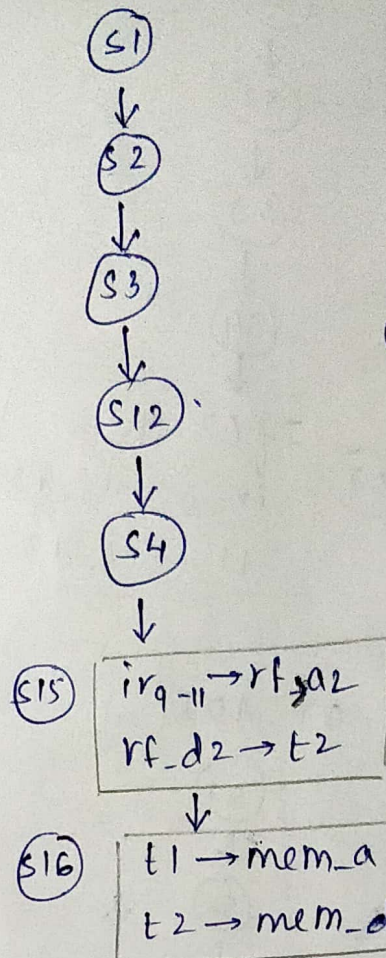 S1
↓
S2
↓
S3
↓
S12
↓
S4
↓
S15 ir9-11 → rf_a2
rf_d2 → t2
↓
S16 t1 → mem_a
t2 → mem_